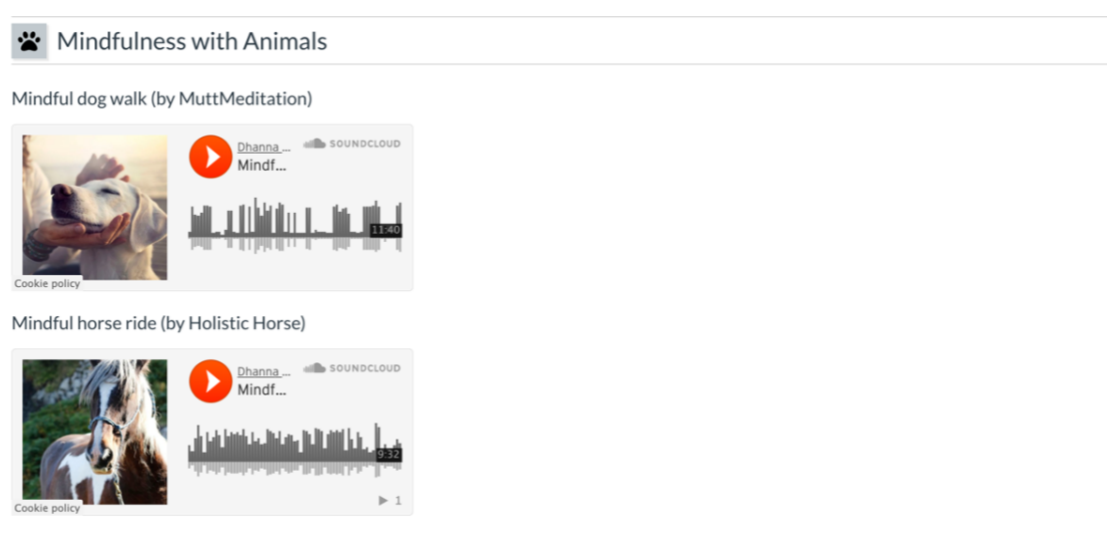 Mindfulness with Animals
Mindful dog walk (by MuttMeditation)
Dhanna ...
SOUNDCLOUD
Mindf...
11:40
Cookie policy
Mindful horse ride (by Holistic Horse)
Dhanna ...
SOUNDCLOUD
Mindf...
9:32
1
Cookie policy